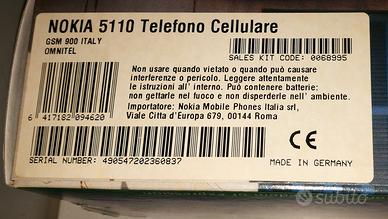 NOKIA 5110 Telefono Cellulare
GSM 900 ITALY
OMNITEL
SALES KIT CODE: 0068995
Non usare quando vietato o quando può causare
interferenze o pericolo. Leggere attentamente
le istruzioni all' interno. Può contenere batterie:
non gettarle nel fuoco e non disperderle nell' ambiente.
6 417182 094620
Importatore: Nokia Mobile Phones Italia srl,
Viale Citta d'Europa 679, 00144 Roma
CE
SERIAL NUMBER: 490547202360837
MADE IN GERMANY
subito